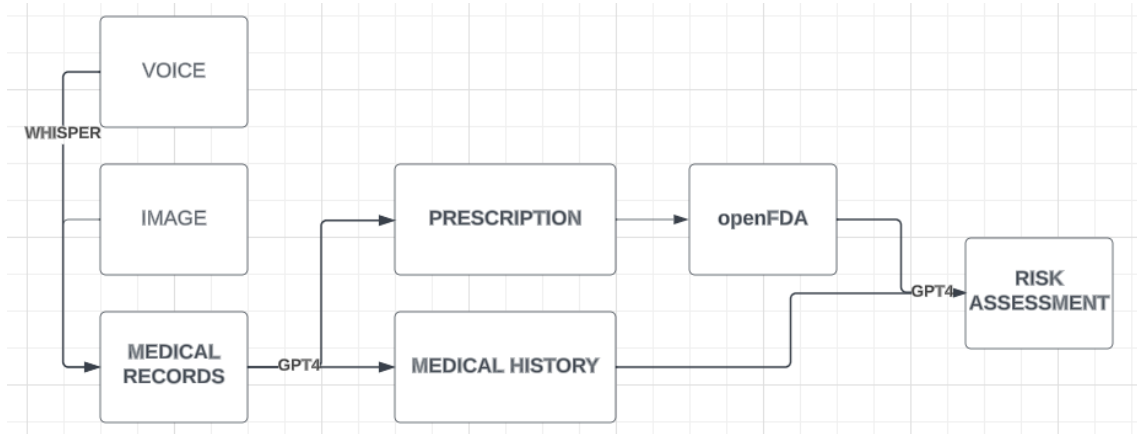 VOICE
WHISPER
IMAGE
PRESCRIPTION
openFDA
GPT4
RISK
ASSESSMENT
MEDICAL
RECORDS
GPT4
MEDICAL HISTORY